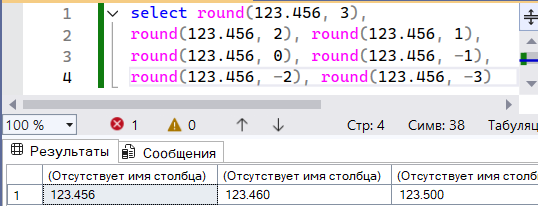 1 select round(123.456, 3),
2 round(123.456, 2), round(123.456, 1),
3 round(123.456, 0), round(123.456, -1),
4 round(123.456, -2), round(123.456, -3)
100 % 1 0 Стр: 4 Симв: 38 Табуляц
Результаты Сообщения
(Отсутствует имя столбца) (Отсутствует имя столбца) (Отсутствует имя столб
1 123.456 123.460 123.500